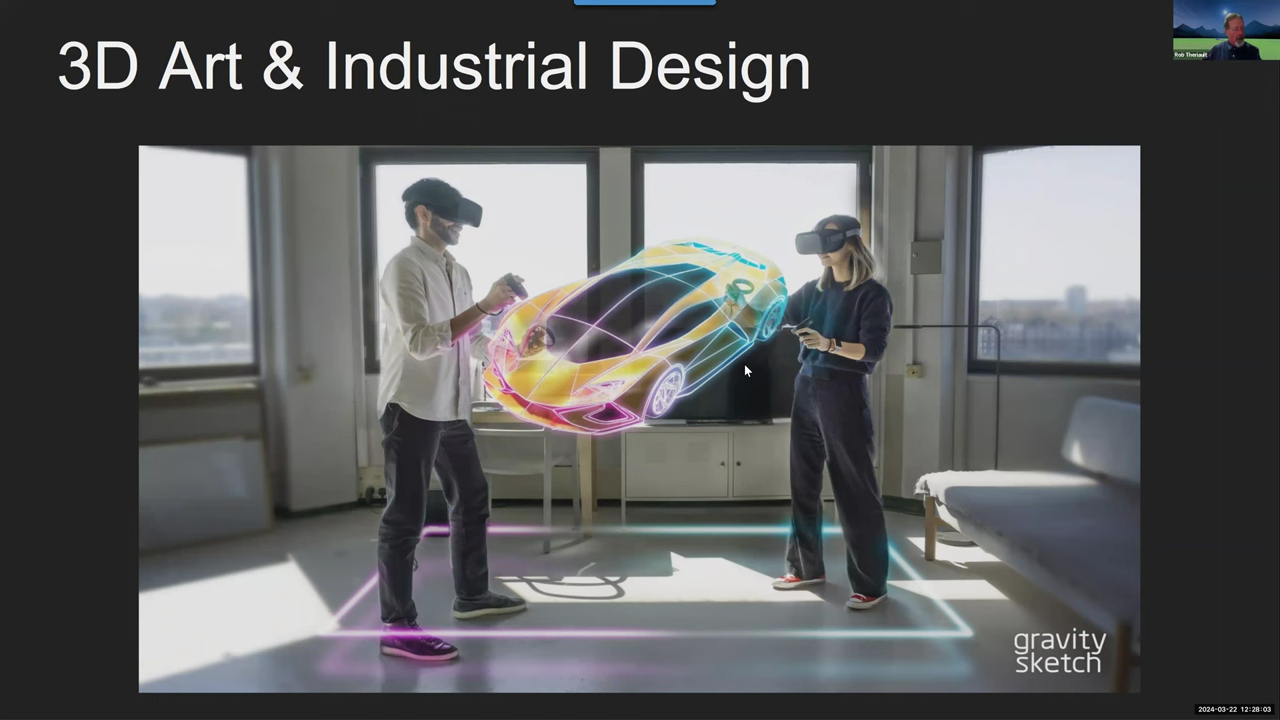 3D Art & Industrial Design
Rob Theriault
gravity
sketch
2024-03-22 12:28:03